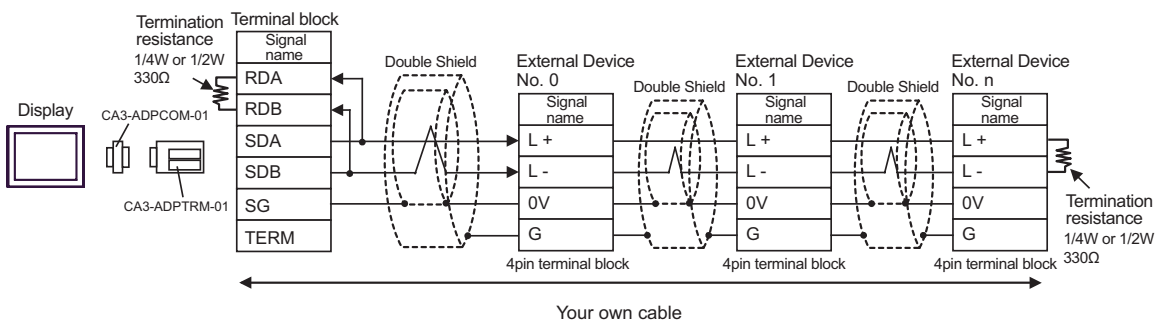 Termination
resistance
1/4W or 1/2W
330Ω
Terminal block
Signal
name
RDA
RDB
SDA
SDB
SG
TERM
Display
CA3-ADPCOM-01
CA3-ADPTRM-01
Double Shield
External Device
No. 0
Signal
name
L +
L -
0V
G
4pin terminal block
Double Shield
External Device
No. 1
Signal
name
L +
L -
0V
G
4pin terminal block
Double Shield
External Device
No. n
Signal
name
L +
L -
0V
G
4pin terminal block
Termination
resistance
1/4W or 1/2W
330Ω
Your own cable